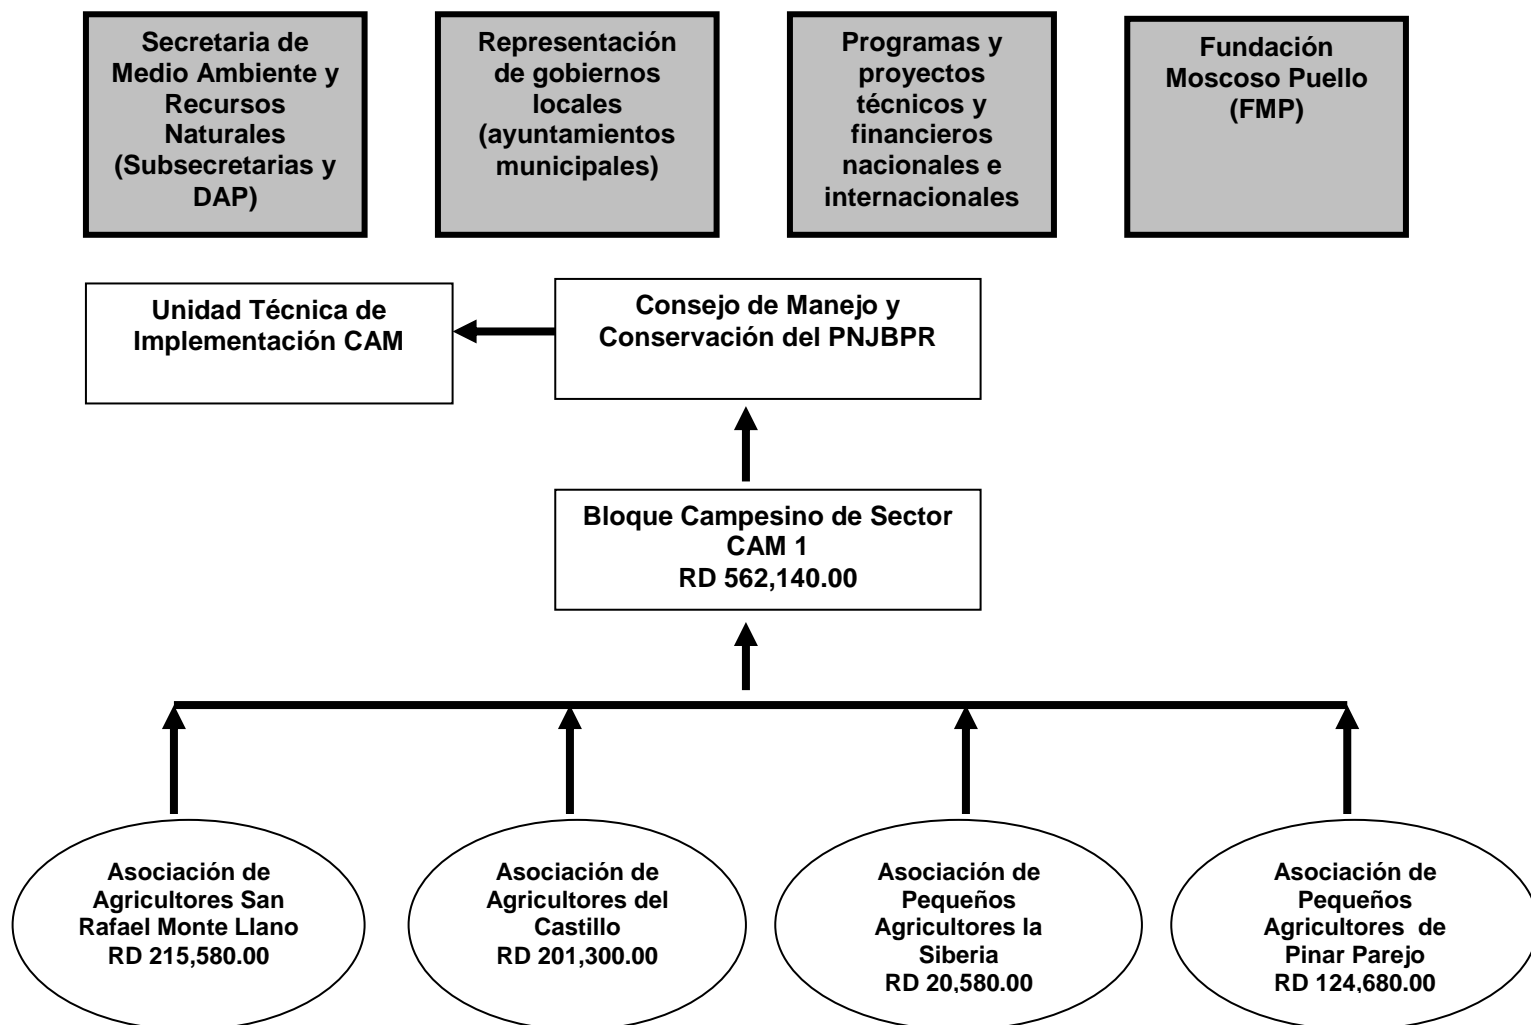 Secretaria de
Medio Ambiente y
Recursos
Naturales
(Subsecretarias y
DAP)
Representación
de gobiernos
locales
(ayuntamientos
municipales)
Programas y
proyectos
técnicos y
financieros
nacionales e
internacionales
Fundación
Moscoso Puello
(FMP)
Unidad Técnica de
Implementación CAM
Consejo de Manejo y
Conservación del PNJBPR
Bloque Campesino de Sector
CAM 1
RD 562,140.00
Asociación de
Agricultores San
Rafael Monte Llano
RD 215,580.00
Asociación de
Agricultores del
Castillo
RD 201,300.00
Asociación de
Pequeños
Agricultores la
Siberia
RD 20,580.00
Asociación de
Pequeños
Agricultores  de
Pinar Parejo
RD 124,680.00